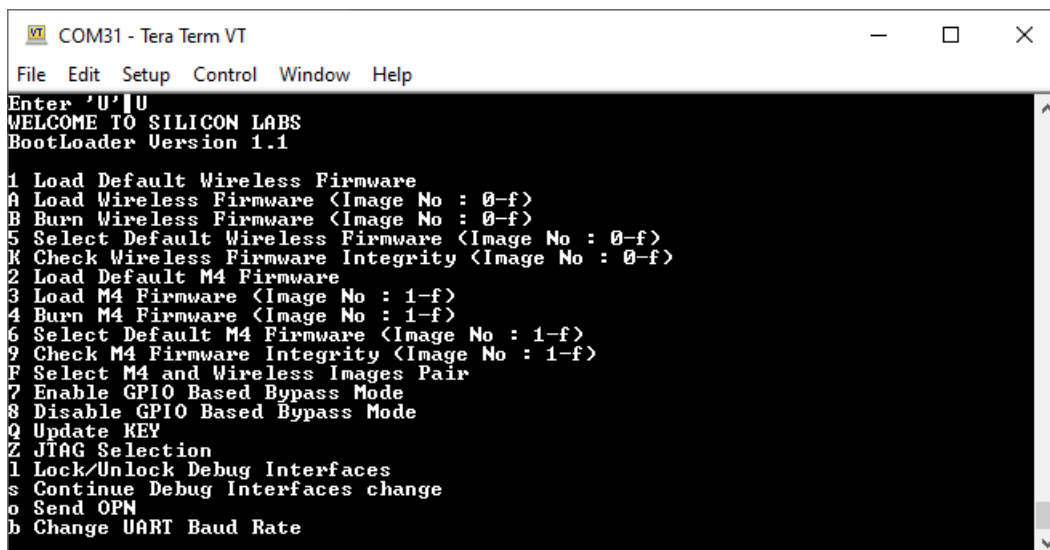 COM31 - Tera Term VT
File Edit Setup Control Window Help
Enter 'U' U
WELCOME TO SILICON LABS
BootLoader Version 1.1
1 Load Default Wireless Firmware
A Load Wireless Firmware (Image No : 0-f)
B Burn Wireless Firmware (Image No : 0-f)
5 Select Default Wireless Firmware (Image No : 0-f)
K Check Wireless Firmware Integrity (Image No : 0-f)
2 Load Default M4 Firmware
3 Load M4 Firmware (Image No : 1-f)
4 Burn M4 Firmware (Image No : 1-f)
6 Select Default M4 Firmware (Image No : 1-f)
9 Check M4 Firmware Integrity (Image No : 1-f)
F Select M4 and Wireless Images Pair
7 Enable GPIO Based Bypass Mode
8 Disable GPIO Based Bypass Mode
Q Update KEY
Z JTAG Selection
l Lock/Unlock Debug Interfaces
s Continue Debug Interfaces change
o Send OPN
b Change UART Baud Rate